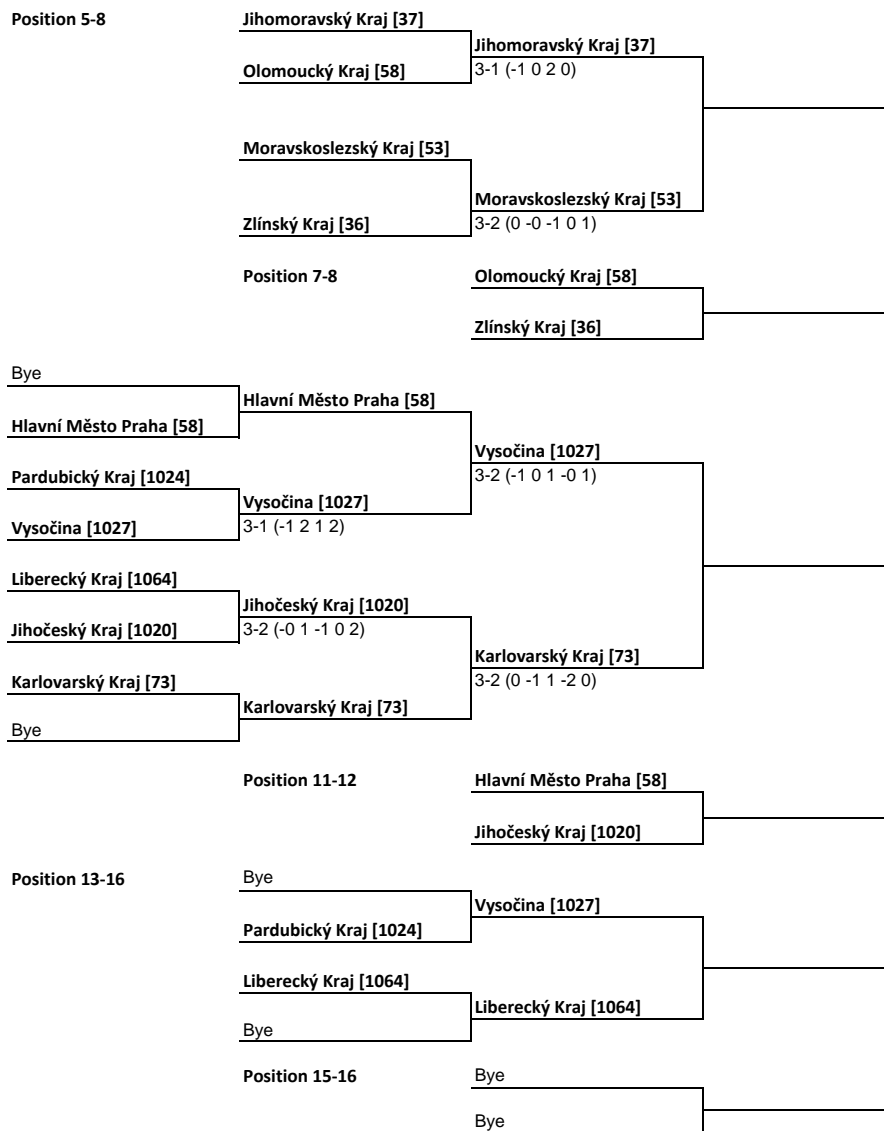 Position 5-8
Jihomoravský Kraj [37]
Jihomoravský Kraj [37]
Olomoucký Kraj [58]
3-1 (-1 0 2 0)
Moravskoslezský Kraj [53]
Moravskoslezský Kraj [53]
Zlínský Kraj [36]
3-2 (0 -0 -1 0 1)
Position 7-8
Olomoucký Kraj [58]
Zlínský Kraj [36]
Bye
Hlavní Město Praha [58]
Hlavní Město Praha [58]
Vysočina [1027]
Pardubický Kraj [1024]
3-2 (-1 0 1 -0 1)
Vysočina [1027]
Vysočina [1027]
3-1 (-1 2 1 2)
Liberecký Kraj [1064]
Jihočeský Kraj [1020]
Jihočeský Kraj [1020]
3-2 (-0 1 -1 0 2)
Karlovarský Kraj [73]
Karlovarský Kraj [73]
3-2 (0 -1 1 -2 0)
Karlovarský Kraj [73]
Bye
Position 11-12
Hlavní Město Praha [58]
Jihočeský Kraj [1020]
Position 13-16
Bye
Vysočina [1027]
Pardubický Kraj [1024]
Liberecký Kraj [1064]
Liberecký Kraj [1064]
Bye
Position 15-16
Bye
Bye